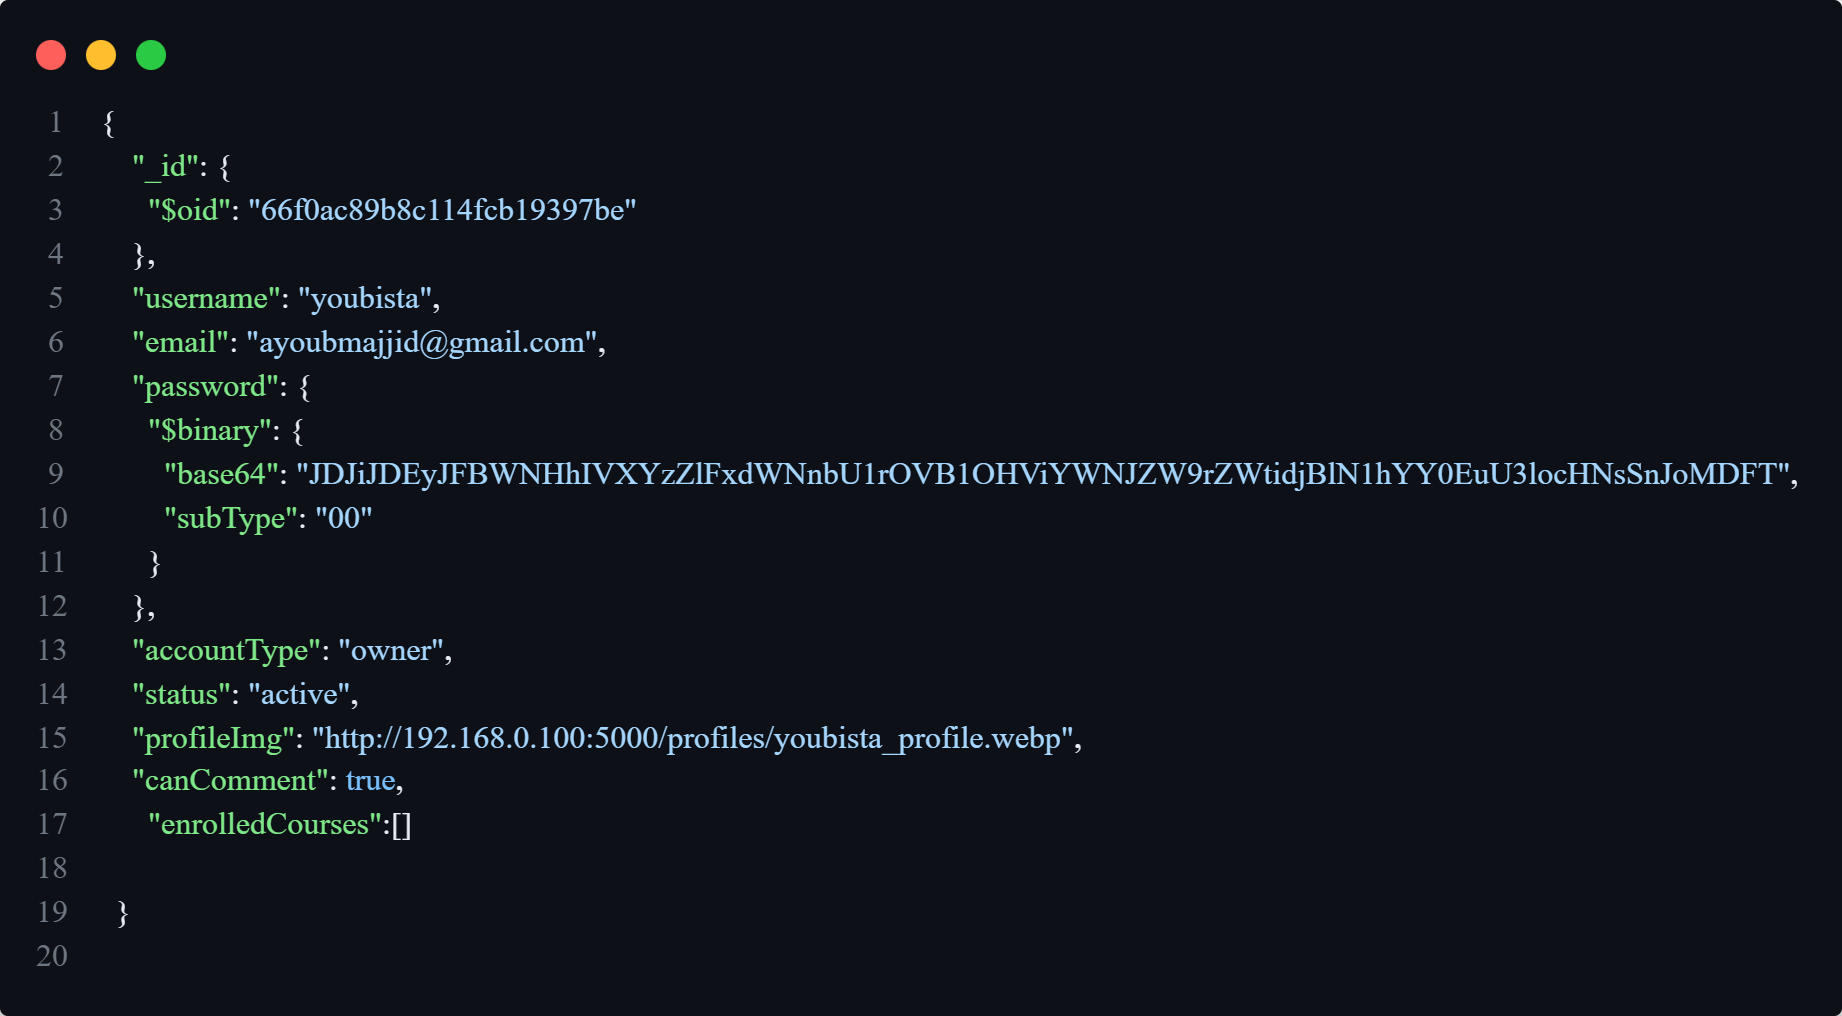 1 {
2 "_id": {
3 "$oid": "66f0ac89b8c114fcb19397be"
4 },
5 "username": "youbista",
6 "email": "ayoubmajjid@gmail.com",
7 "password": {
8 "$binary": {
9 "base64": "JDJiJDEyJFBWNHhIVXYzZlFxdWNnbU1rOVB1OHViYWNJZW9rZWtidjBlN1hYY0EuU3locHNsSnJoMDFT",
10 "subType": "00"
11 }
12 },
13 "accountType": "owner",
14 "status": "active",
15 "profileImg": "http://192.168.0.100:5000/profiles/youbista_profile.webp",
16 "canComment": true,
17 "enrolledCourses":[]
18
19 }
20